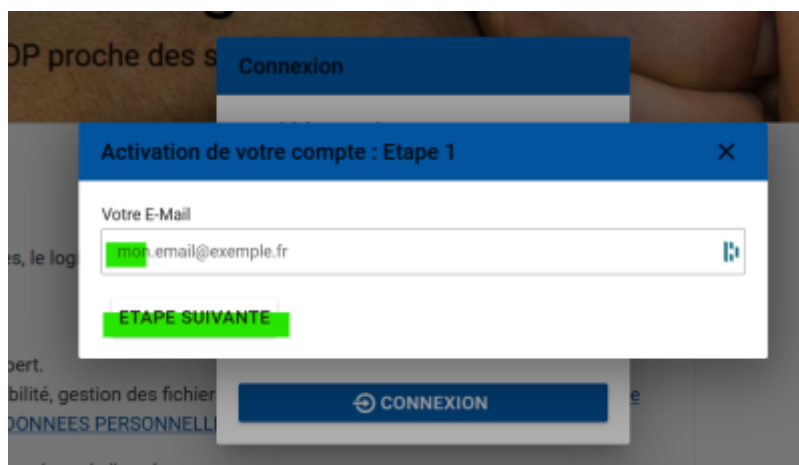 OP proche des s
Connexion
Activation de votre compte : Etape 1
Votre E-Mail
mon.email@exemple.fr
es, le log
ETAPE SUIVANTE
pert.
bilité, gestion des fichier
e
CONNEXION
DONNEES PERSONNELL